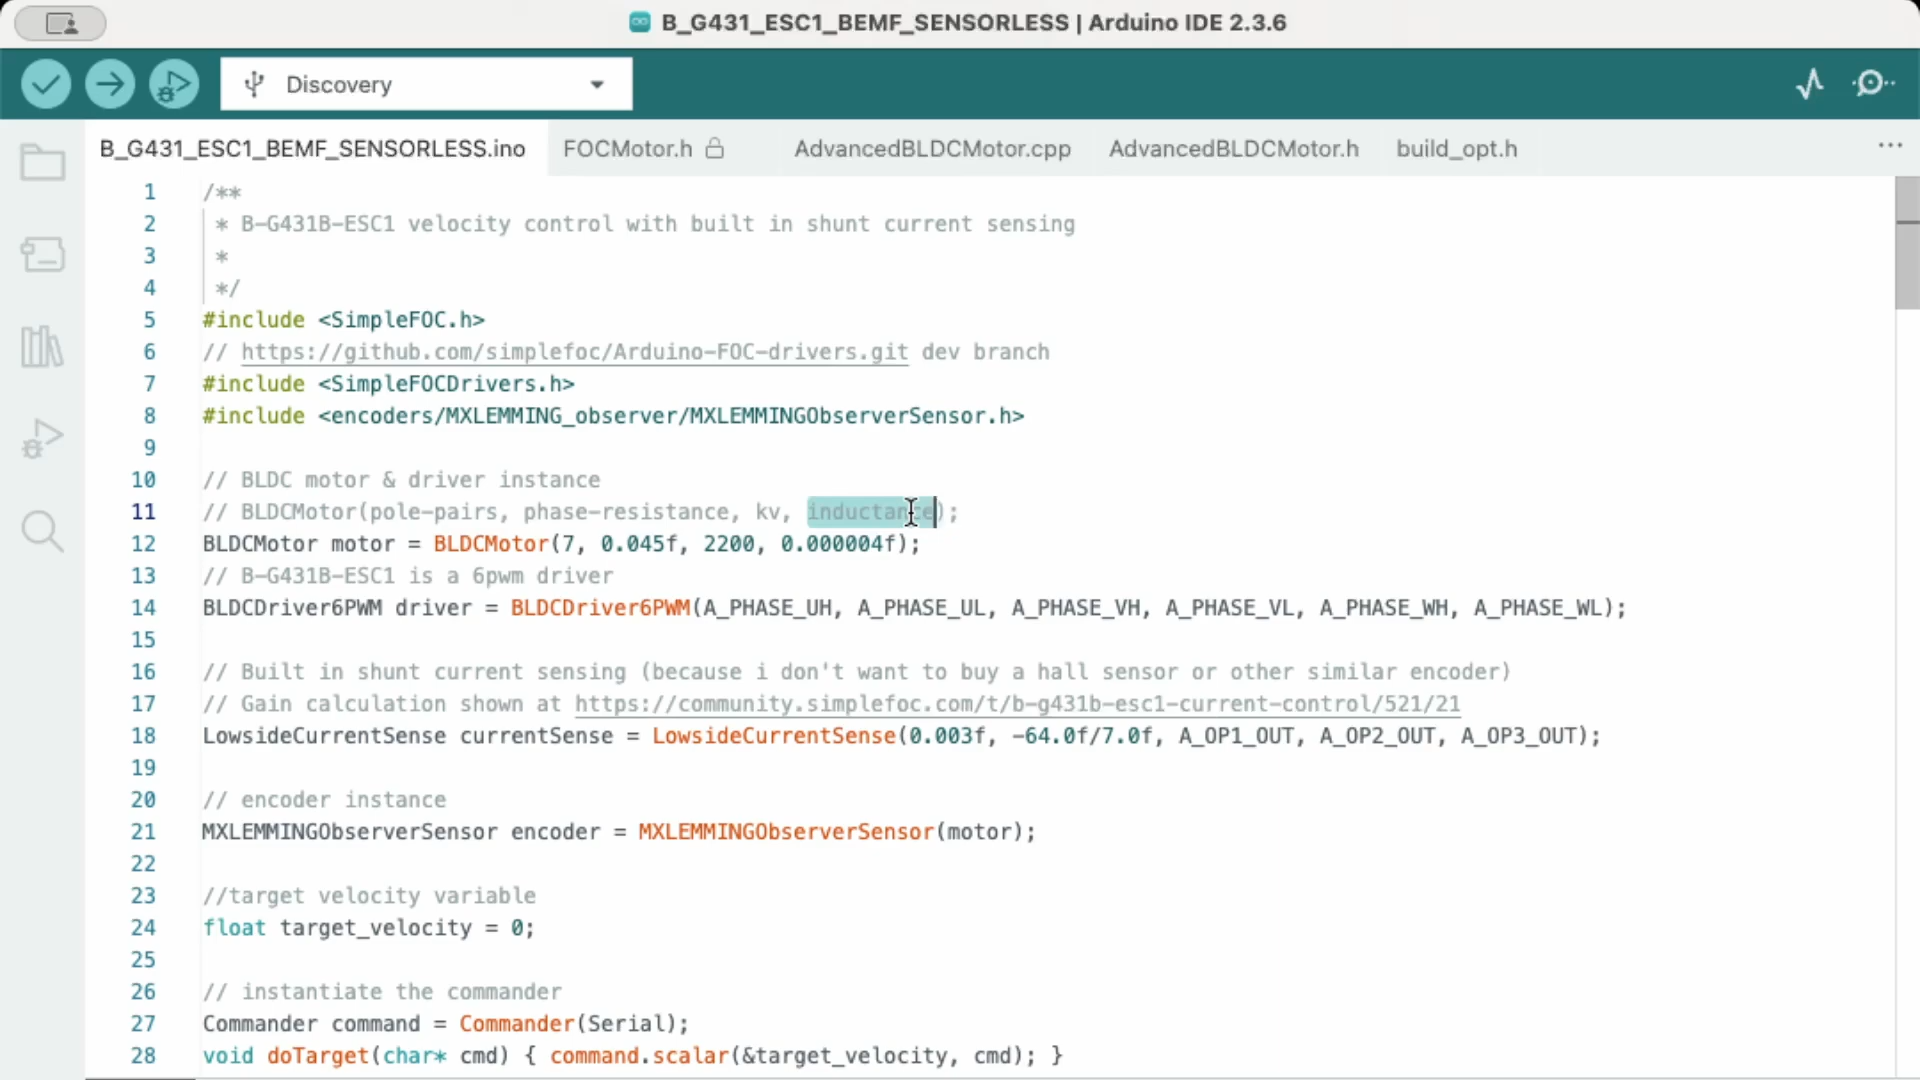 B_G431_ESC1_BEMF_SENSORLESS | Arduino IDE 2.3.6
Discovery
B_G431_ESC1_BEMF_SENSORLESS.ino FOCMotor.h AdvancedBLDCMotor.cpp AdvancedBLDCMotor.h build_opt.h ...
1 /**
2 * B-G431B-ESC1 velocity control with built in shunt current sensing
3 *
4 */
5 #include <SimpleFOC.h>
6 // https://github.com/simplefoc/Arduino-FOC-drivers.git dev branch
7 #include <SimpleFOCDrivers.h>
8 #include <encoders/MXLEMMING_observer/MXLEMMINGObserverSensor.h>
9
10 // BLDC motor & driver instance
11 // BLDCMotor(pole-pairs, phase-resistance, kv, inductance);
12 BLDCMotor motor = BLDCMotor(7, 0.045f, 2200, 0.000004f);
13 // B-G431B-ESC1 is a 6pwm driver
14 BLDCDriver6PWM driver = BLDCDriver6PWM(A_PHASE_UH, A_PHASE_UL, A_PHASE_VH, A_PHASE_VL, A_PHASE_WH, A_PHASE_WL);
15
16 // Built in shunt current sensing (because i don't want to buy a hall sensor or other similar encoder)
17 // Gain calculation shown at https://community.simplefoc.com/t/b-g431b-esc1-current-control/521/21
18 LowsideCurrentSense currentSense = LowsideCurrentSense(0.003f, -64.0f/7.0f, A_OP1_OUT, A_OP2_OUT, A_OP3_OUT);
19
20 // encoder instance
21 MXLEMMINGObserverSensor encoder = MXLEMMINGObserverSensor(motor);
22
23 //target velocity variable
24 float target_velocity = 0;
25
26 // instantiate the commander
27 Commander command = Commander(Serial);
28 void doTarget(char* cmd) { command.scalar(&target_velocity, cmd); }